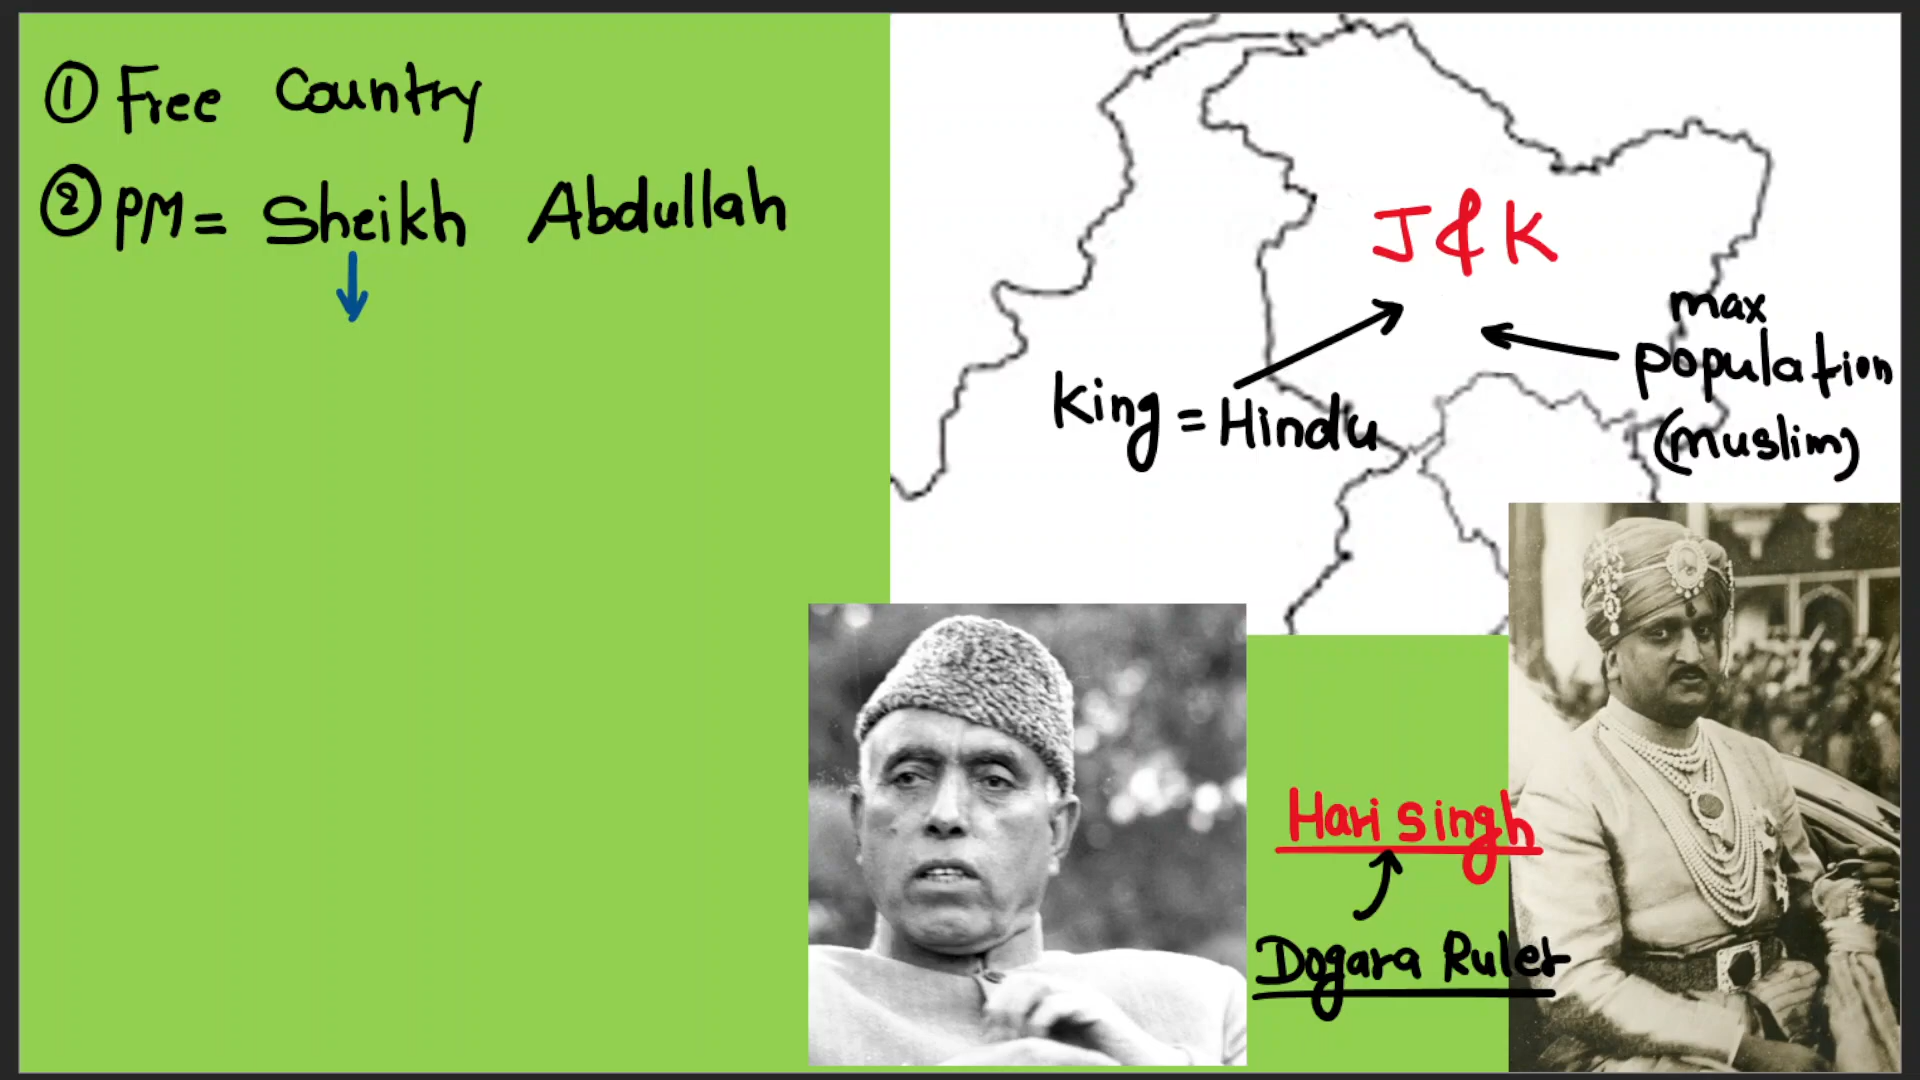 ① Free Country
② PM = Sheikh Abdullah
J & K
max
population
(muslim)
King = Hindu
Hari singh
Dogara Ruler